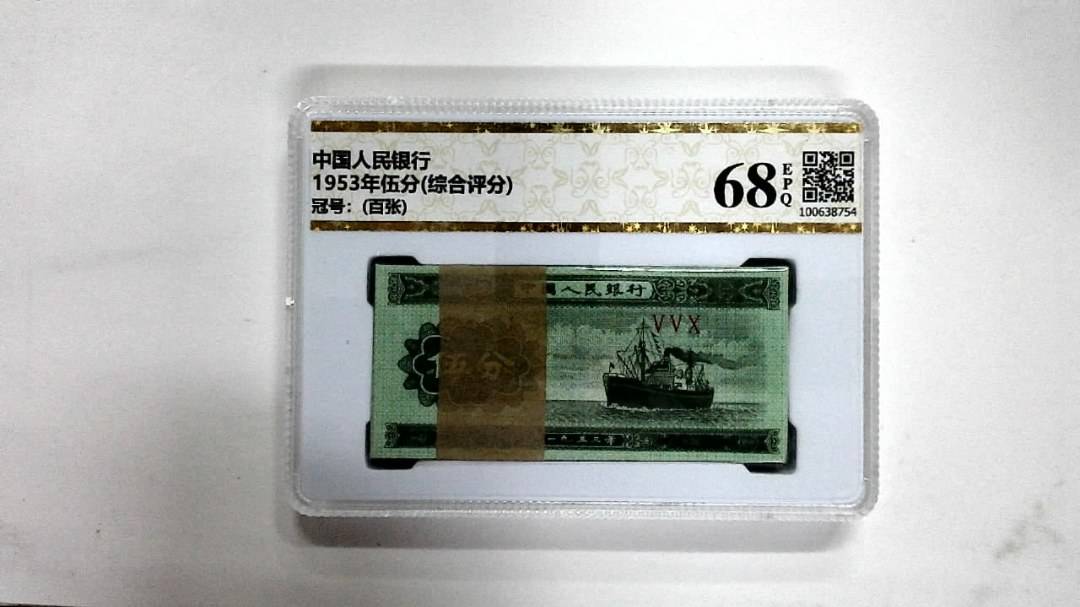 中国人民银行
1953年伍分(综合评分)
冠号：(百张)
68
EPQ
100638754
中国人民银行
VVX
伍分
一九五三年